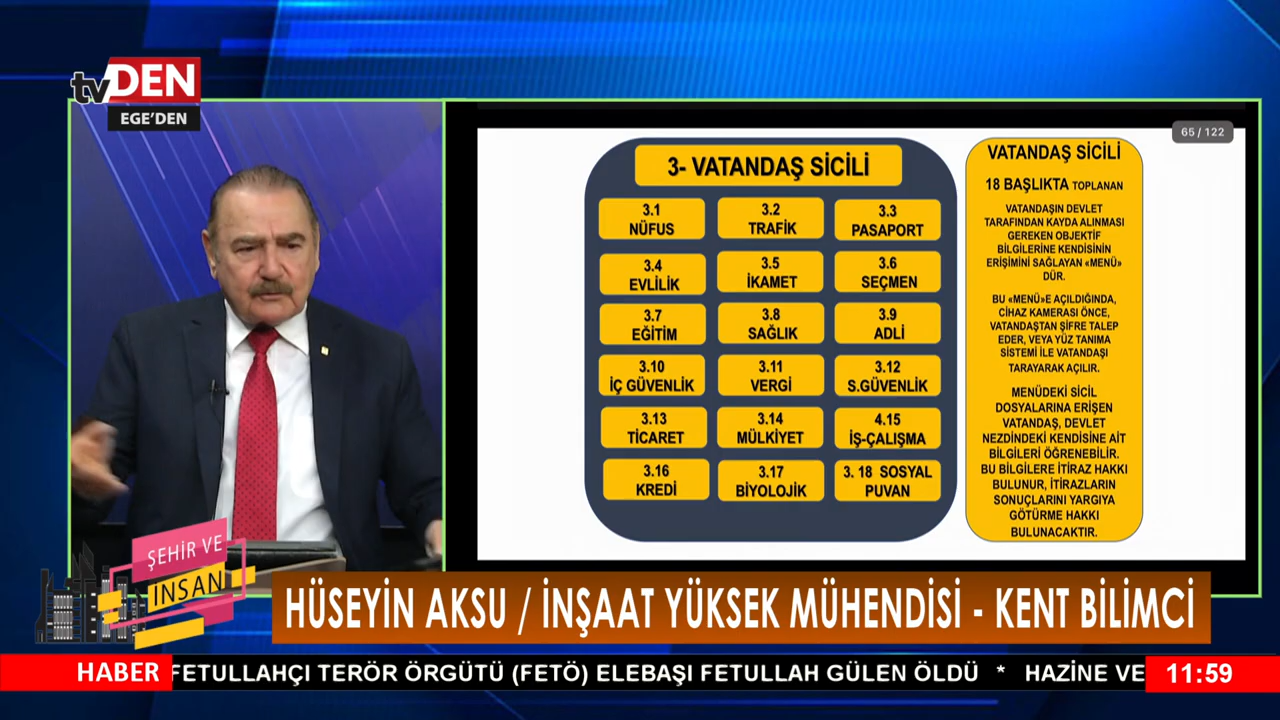 tvDEN
EGE'DEN
65 / 122
3- VATANDAŞ SİCİLİ
3.1
NÜFUS
3.2
TRAFİK
3.3
PASAPORT
3.4
EVLİLİK
3.5
İKAMET
3.6
SEÇMEN
3.7
EĞİTİM
3.8
SAĞLIK
3.9
ADLİ
3.10
İÇ GÜVENLİK
3.11
VERGİ
3.12
S.GÜVENLİK
3.13
TİCARET
3.14
MÜLKİYET
4.15
İŞ-ÇALIŞMA
3.16
KREDİ
3.17
BİYOLOJİK
3. 18 SOSYAL
PUVAN
VATANDAŞ SİCİLİ
18 BAŞLIKTA TOPLANAN
VATANDAŞIN DEVLET
TARAFINDAN KAYDA ALINMASI
GEREKEN OBJEKTİF
BİLGİLERİNE KENDİSİNİN
ERİŞİMİNİ SAĞLAYAN «MENÜ»
DÜR.
BU «MENÜ»E AÇILDIĞINDA,
CİHAZ KAMERASI ÖNCE,
VATANDAŞTAN ŞİFRE TALEP
EDER, VEYA YÜZ TANIMA
SİSTEMİ İLE VATANDAŞI
TARAYARAK AÇILIR.
MENÜDEKİ SİCİL
DOSYALARINA ERİŞEN
VATANDAŞ, DEVLET
NEZDİNDEKİ KENDİSİNE AİT
BİLGİLERİ ÖĞRENEBİLİR.
BU BİLGİLERE İTİRAZ HAKKI
BULUNUR, İTİRAZLARIN
SONUÇLARINI YARGIYA
GÖTÜRME HAKKI
BULUNACAKTIR.
ŞEHİR VE
İNSAN
HÜSEYİN AKSU / İNŞAAT YÜKSEK MÜHENDİSİ - KENT BİLİMCİ
HABER FETULLAHÇI TERÖR ÖRGÜTÜ (FETÖ) ELEBAŞI FETULLAH GÜLEN ÖLDÜ * HAZİNE VE 11:59